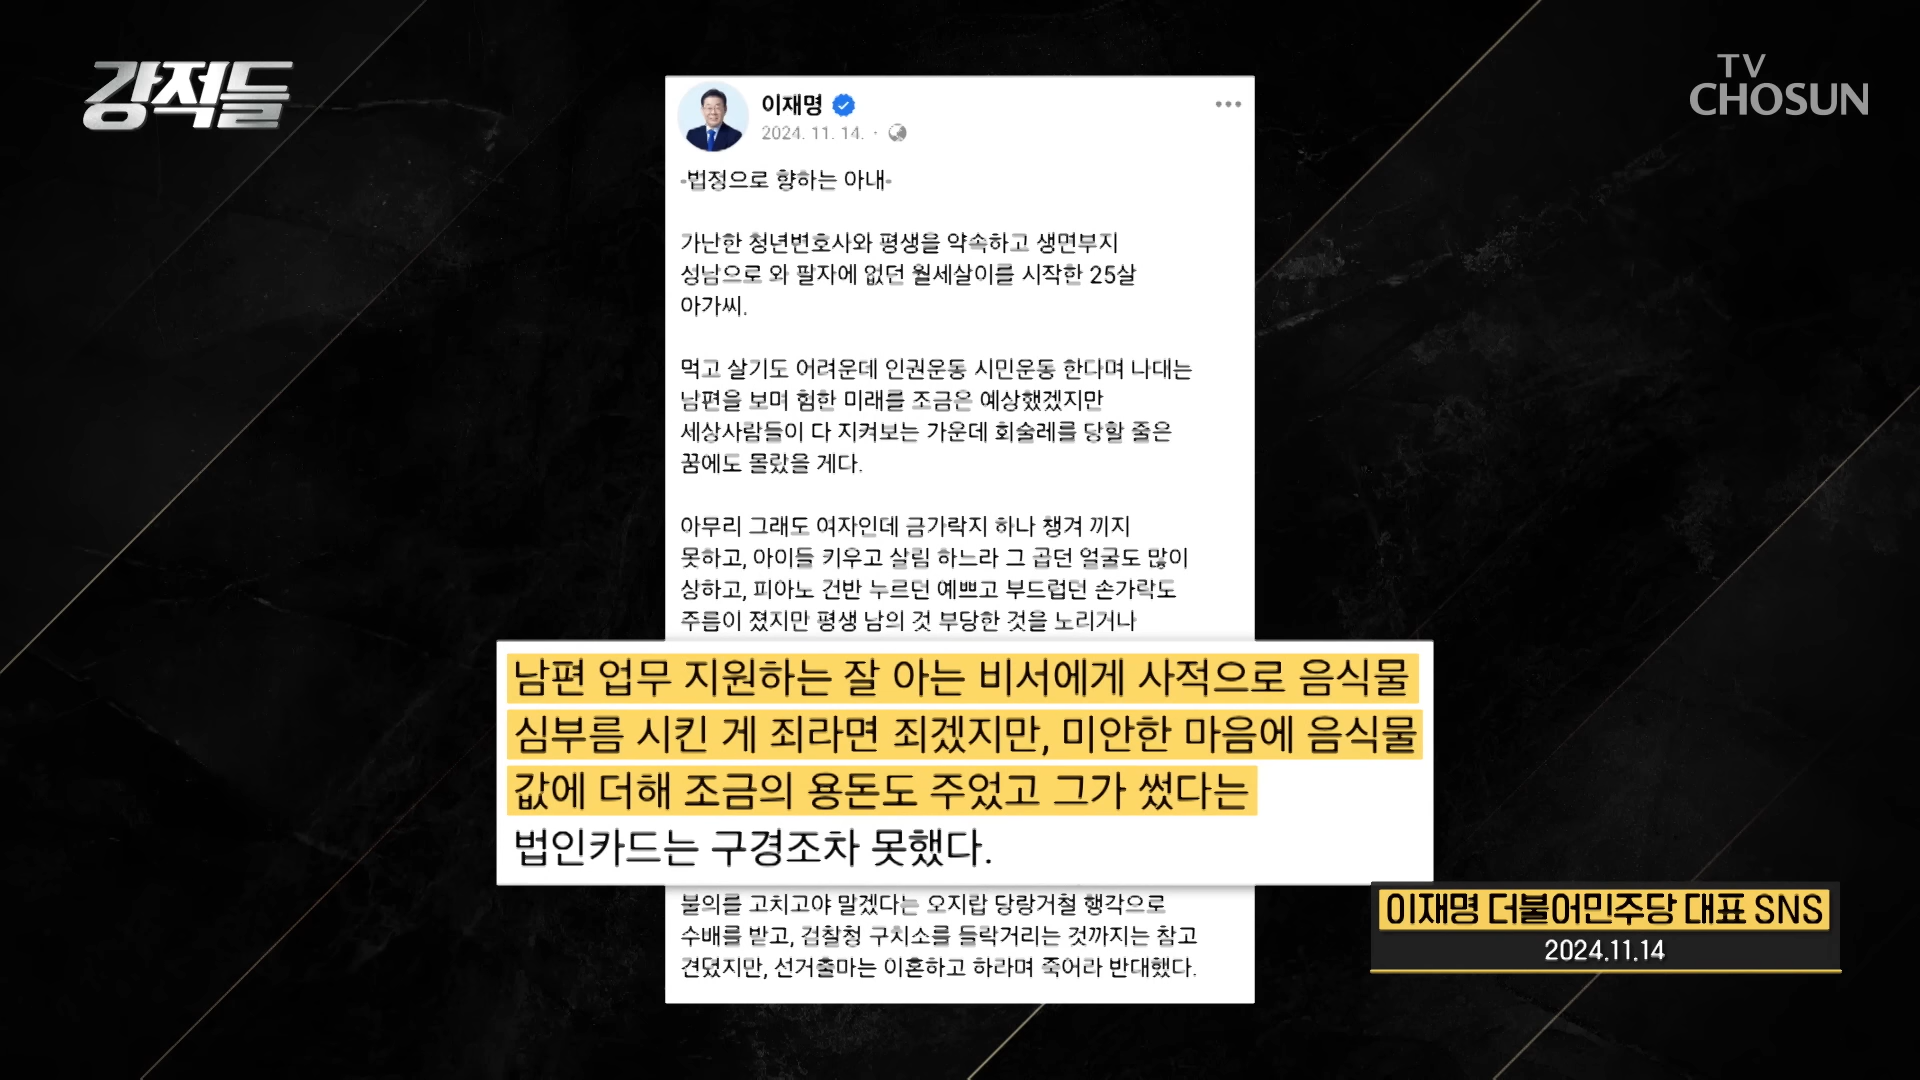 강적들
TV
CHOSUN
이재명
2024. 11. 14. ·
-법정으로 향하는 아내-
가난한 청년변호사와 평생을 약속하고 생면부지
성남으로 와 팔자에 없던 월세살이를 시작한 25살
아가씨.
먹고 살기도 어려운데 인권운동 시민운동 한다며 나대는
남편을 보며 험한 미래를 조금은 예상했겠지만
세상사람들이 다 지켜보는 가운데 회술레를 당할 줄은
꿈에도 몰랐을 게다.
아무리 그래도 여자인데 금가락지 하나 챙겨 끼지
못하고, 아이들 키우고 살림 하느라 그 곱던 얼굴도 많이
상하고, 피아노 건반 누르던 예쁘고 부드럽던 손가락도
주름이 졌지만 평생 남의 것 부당한 것을 노리거나
남편 업무 지원하는 잘 아는 비서에게 사적으로 음식물
심부름 시킨 게 죄라면 죄겠지만, 미안한 마음에 음식물
값에 더해 조금의 용돈도 주었고 그가 썼다는
법인카드는 구경조차 못했다.
불의를 고치고야 말겠다는 오지랖 당랑거철 행각으로
수배를 받고, 검찰청 구치소를 들락거리는 것까지는 참고
견뎠지만, 선거출마는 이혼하고 하라며 죽어라 반대했다.
이재명 더불어민주당 대표 SNS
2024.11.14